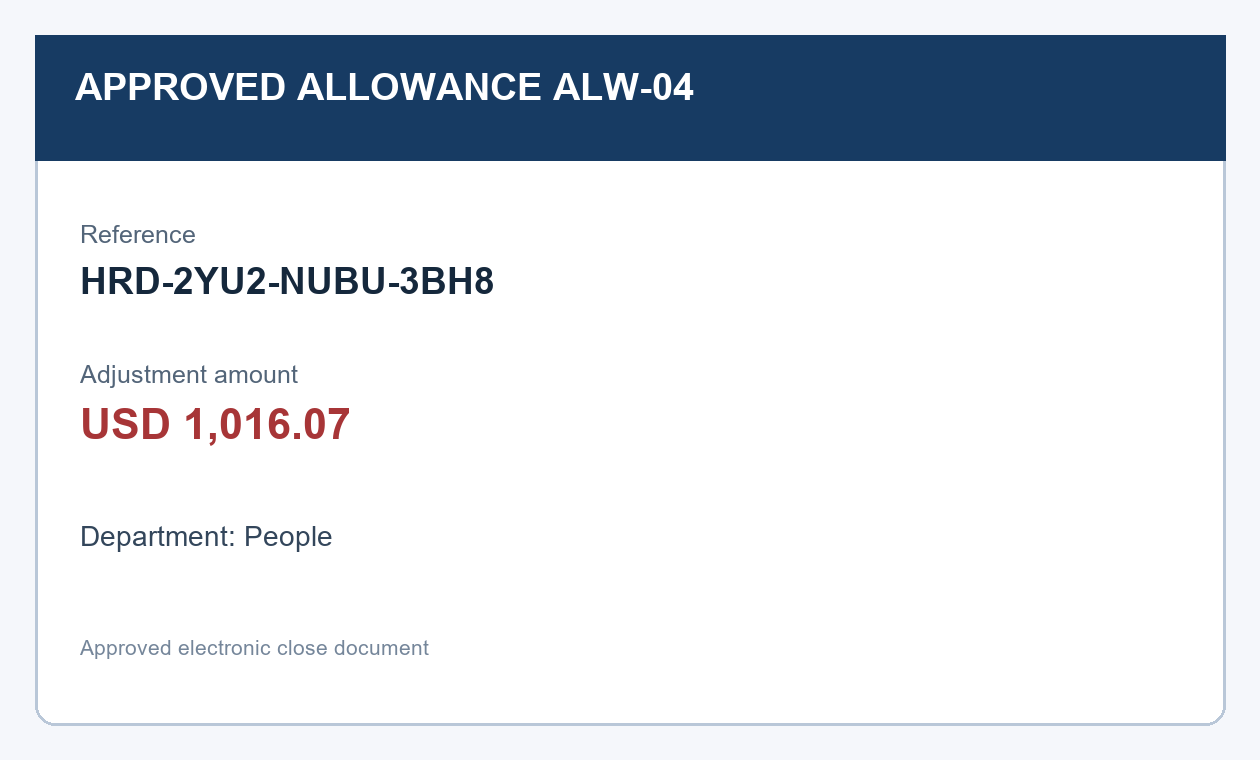 APPROVED ALLOWANCE ALW-04
Reference
HRD-2YU2-NUBU-3BH8
Adjustment amount
USD 1,016.07
Department: People
Approved electronic close document